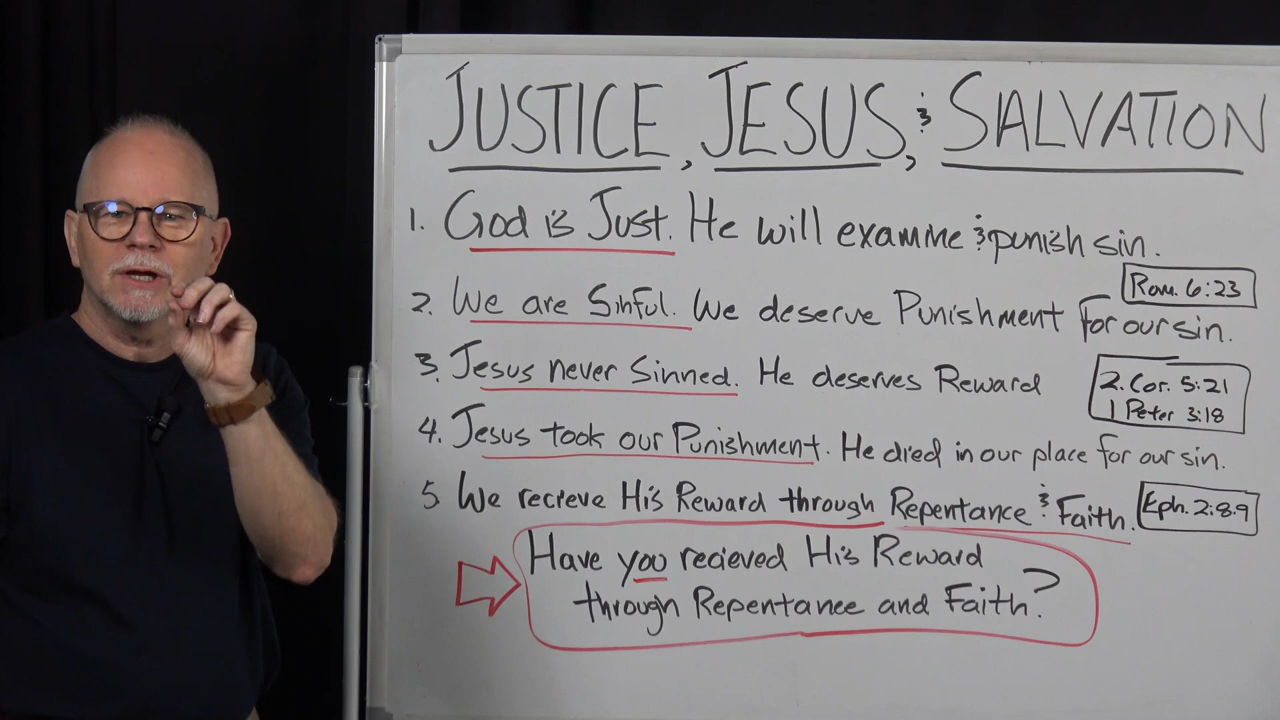 JUSTICE, JESUS, & SALVATION
1. God is Just. He will examine & punish sin.
Rom. 6:23
2. We are Sinful. We deserve Punishment for our sin.
3. Jesus never Sinned. He deserves Reward
2. Cor. 5:21
1 Peter 3:18
4. Jesus took our Punishment. He died in our place for our sin.
5 We recieve His Reward through Repentance & Faith.
Eph. 2:8.9
Have you recieved His Reward
through Repentance and Faith?